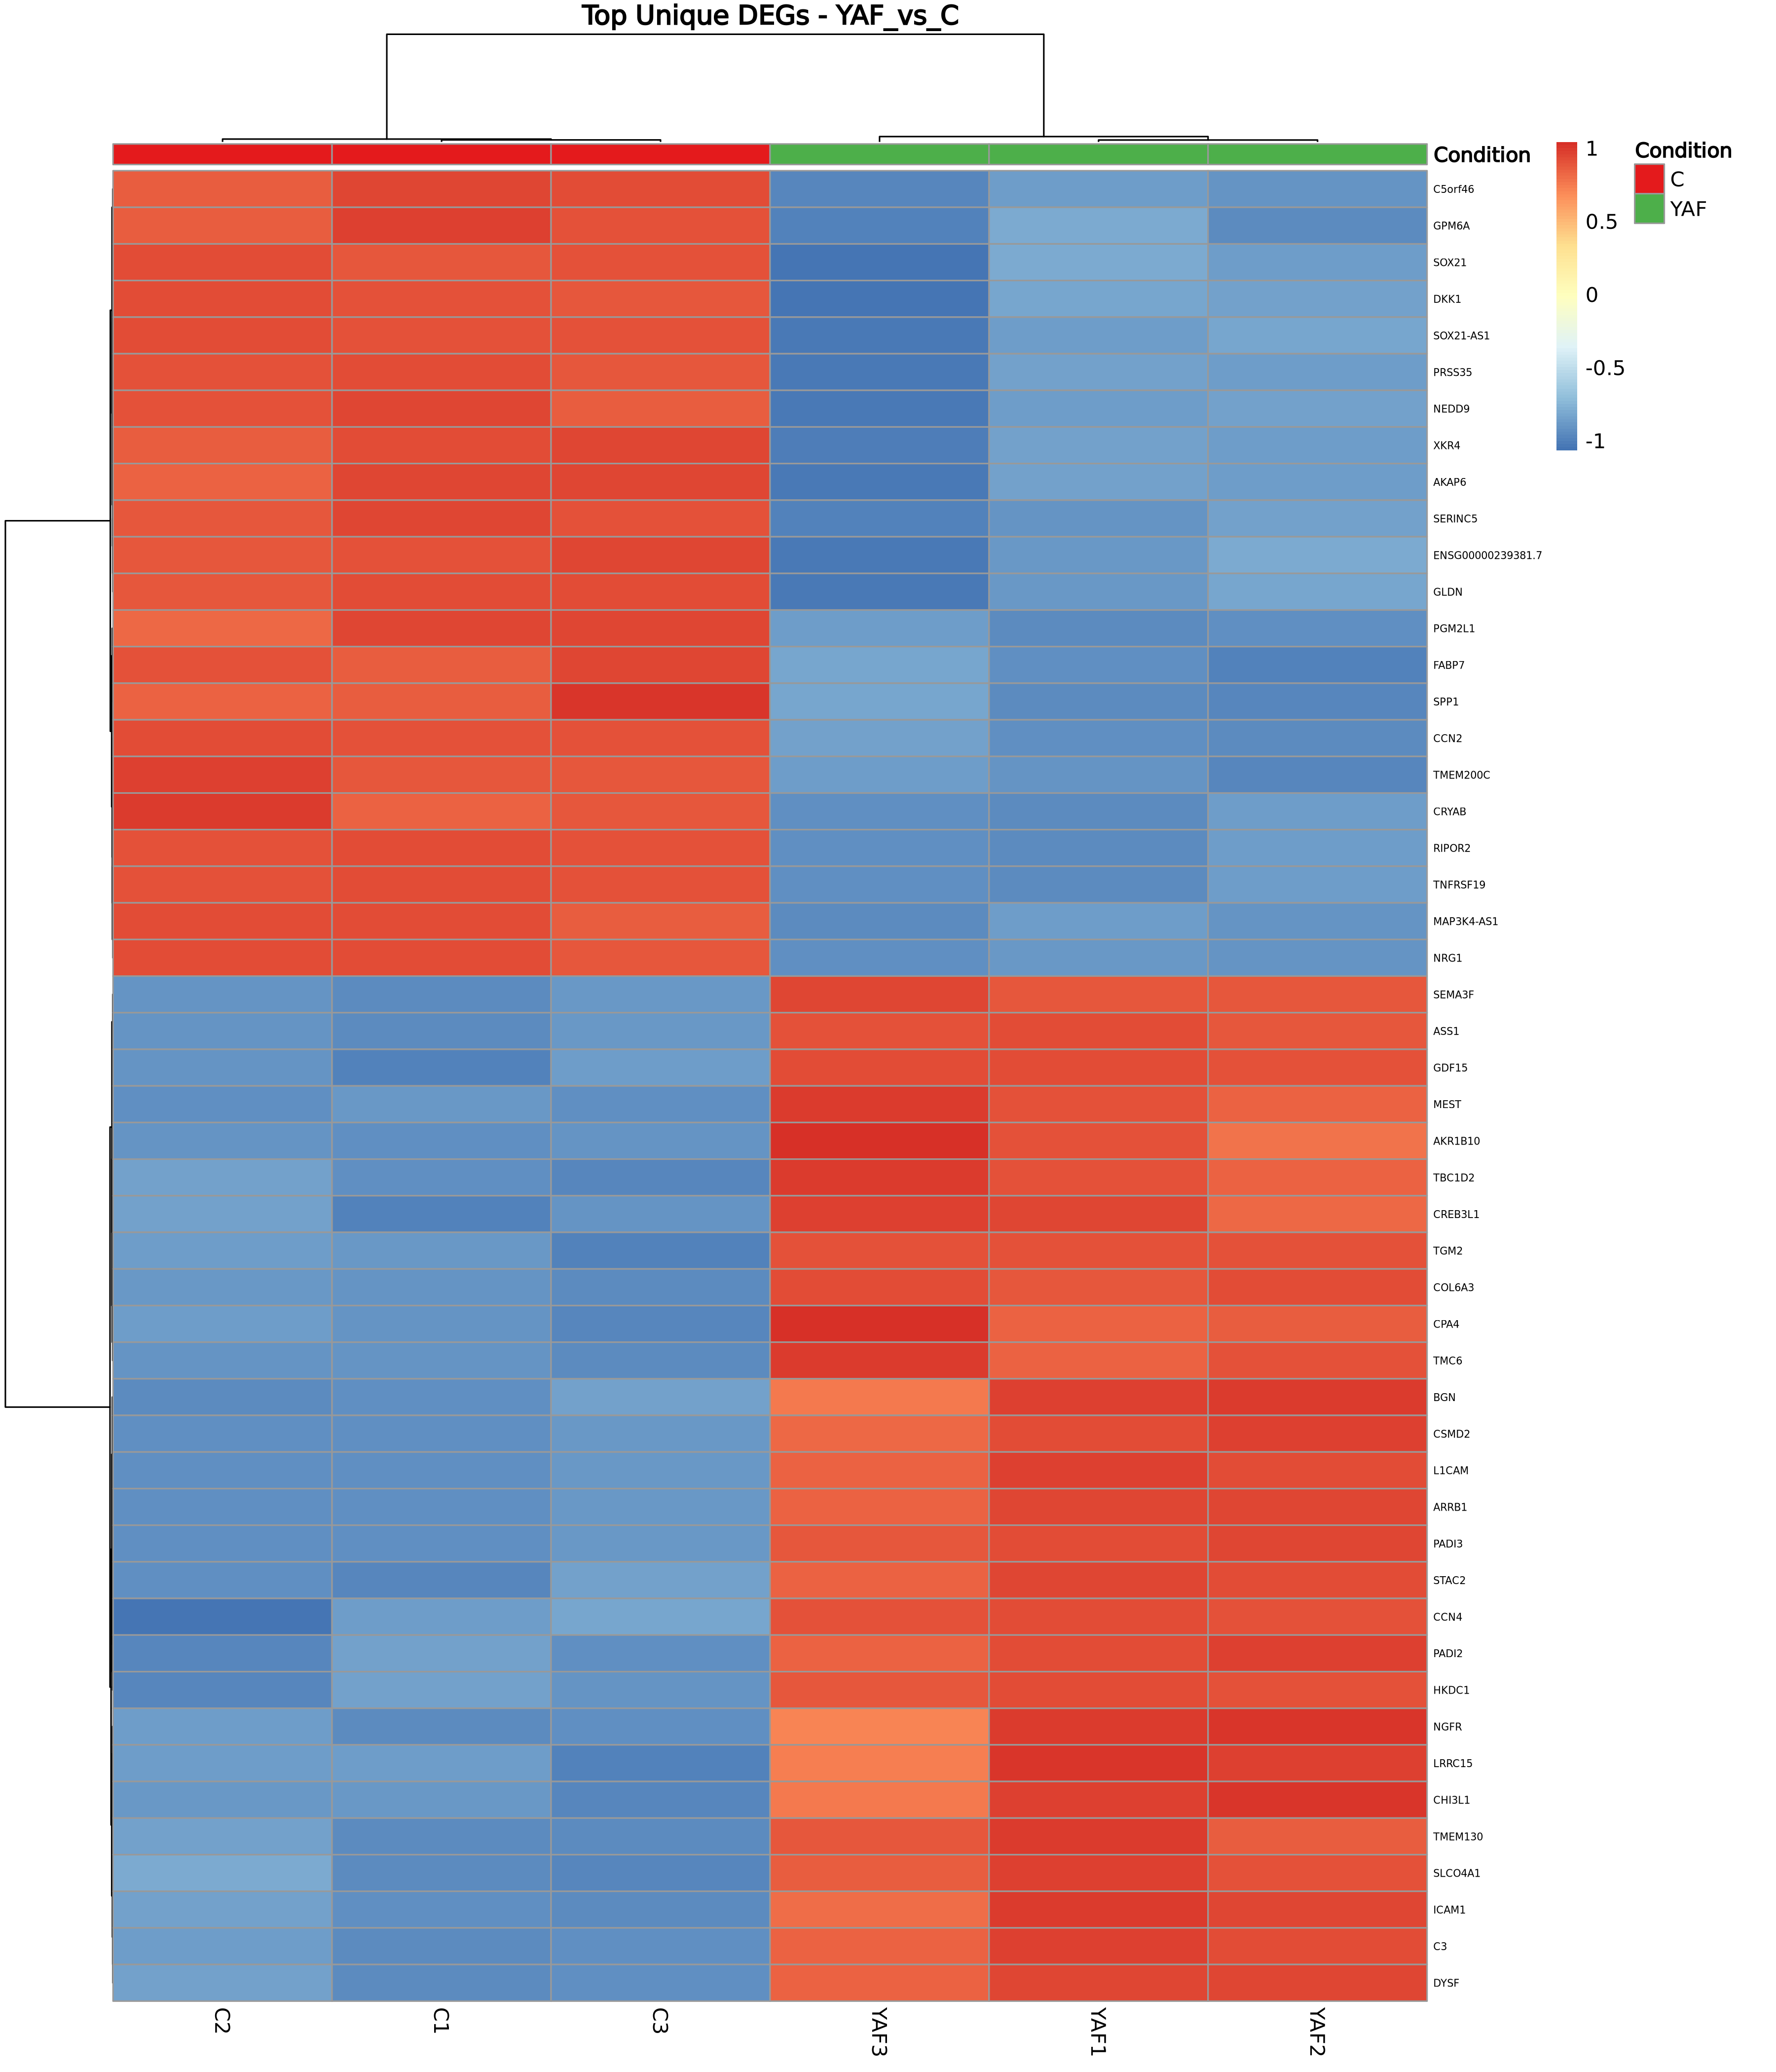 Top Unique DEGs - YAF_vs_C
Condition
1
0.5
0
-0.5
-1
Condition
C
YAF
C5orf46
GPM6A
SOX21
DKK1
SOX21-AS1
PRSS35
NEDD9
XKR4
AKAP6
SERINC5
ENSG00000239381.7
GLDN
PGM2L1
FABP7
SPP1
CCN2
TMEM200C
CRYAB
RIPOR2
TNFRSF19
MAP3K4-AS1
NRG1
SEMA3F
ASS1
GDF15
MEST
AKR1B10
TBC1D2
CREB3L1
TGM2
COL6A3
CPA4
TMC6
BGN
CSMD2
L1CAM
ARRB1
PADI3
STAC2
CCN4
PADI2
HKDC1
NGFR
LRRC15
CHI3L1
TMEM130
SLCO4A1
ICAM1
C3
DYSF
C2
C1
C3
YAF3
YAF1
YAF2